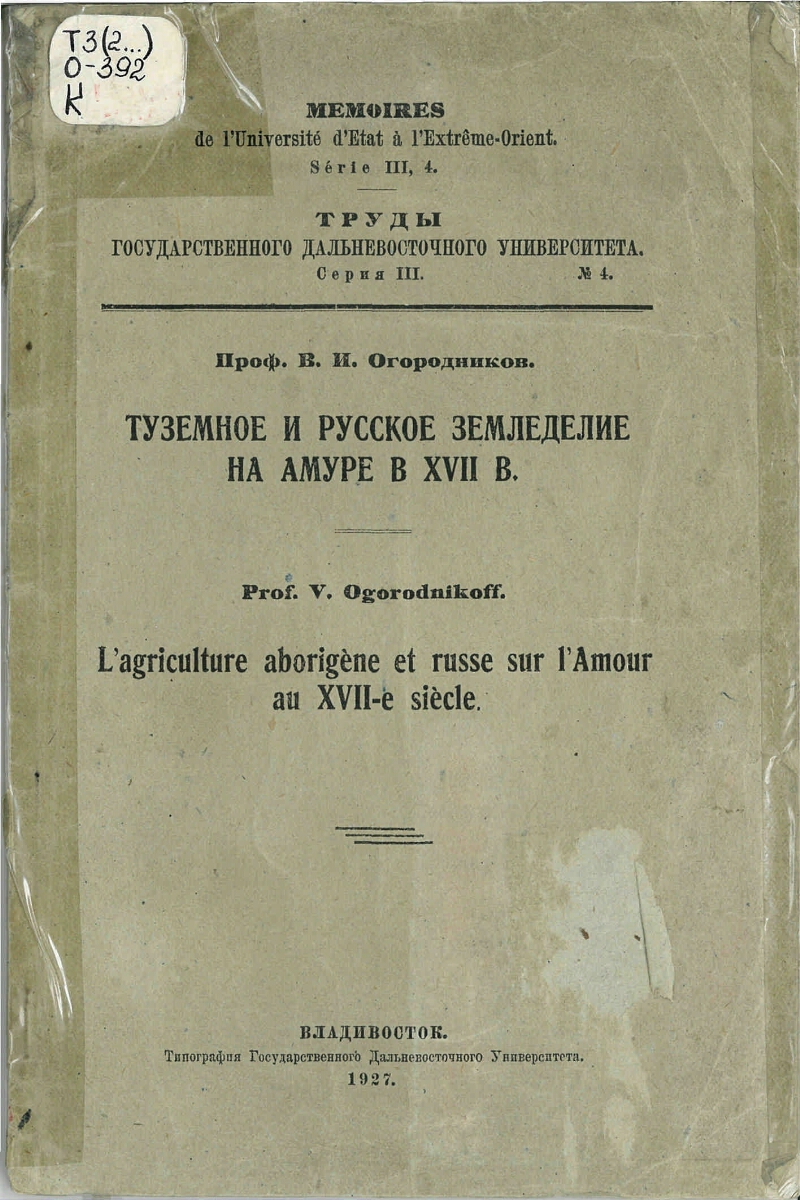 Т3(2...)
О-392
К
MEMOIRES
de l'Université d'Etat à l'Extrême-Orient.
Série III, 4.
ТРУДЫ
ГОСУДАРСТВЕННОГО ДАЛЬНЕВОСТОЧНОГО УНИВЕРСИТЕТА.
Серия III. № 4.
Проф. В. И. Огородников.
ТУЗЕМНОЕ И РУССКОЕ ЗЕМЛЕДЕЛИЕ
НА АМУРЕ В XVII В.
Prof. V. Ogorodnikoff.
L'agriculture aborigène et russe sur l'Amour
au XVII-è siècle.
ВЛАДИВОСТОК.
Типография Государственного Дальневосточного Университета.
1927.